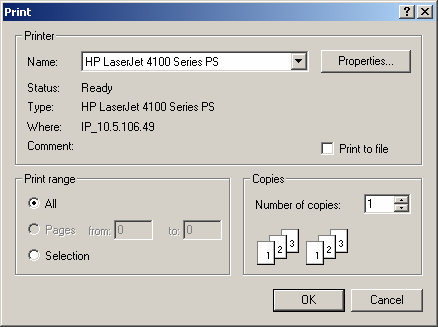 Print
Printer
Name: HP LaserJet 4100 Series PS Properties...
Status: Ready
Type: HP LaserJet 4100 Series PS
Where: IP_10.5.106.49
Comment: Print to file
Print range Copies
All Number of copies: 1
Pages from: 0 to: 0
Selection 1 2 3 1 2 3
OK Cancel